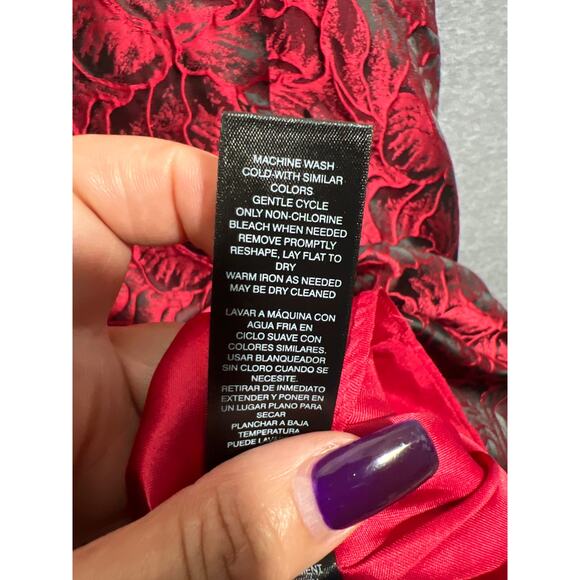 MACHINE WASH
COLD-WITH SIMILAR
COLORS
GENTLE CYCLE
ONLY NON-CHLORINE
BLEACH WHEN NEEDED
REMOVE PROMPTLY
RESHAPE, LAY FLAT TO
DRY
WARM IRON AS NEEDED
MAY BE DRY CLEANED
LAVAR A MÁQUINA CON
AGUA FRIA EN
CICLO SUAVE CON
COLORES SIMILARES.
USAR BLANQUEADOR
SIN CLORO CUANDO SE
NECESITE.
RETIRAR DE INMEDIATO
EXTENDER Y PONER EN
UN LUGAR PLANO PARA
SECAR
PLANCHAR A BAJA
TEMPERATURA
PUEDE